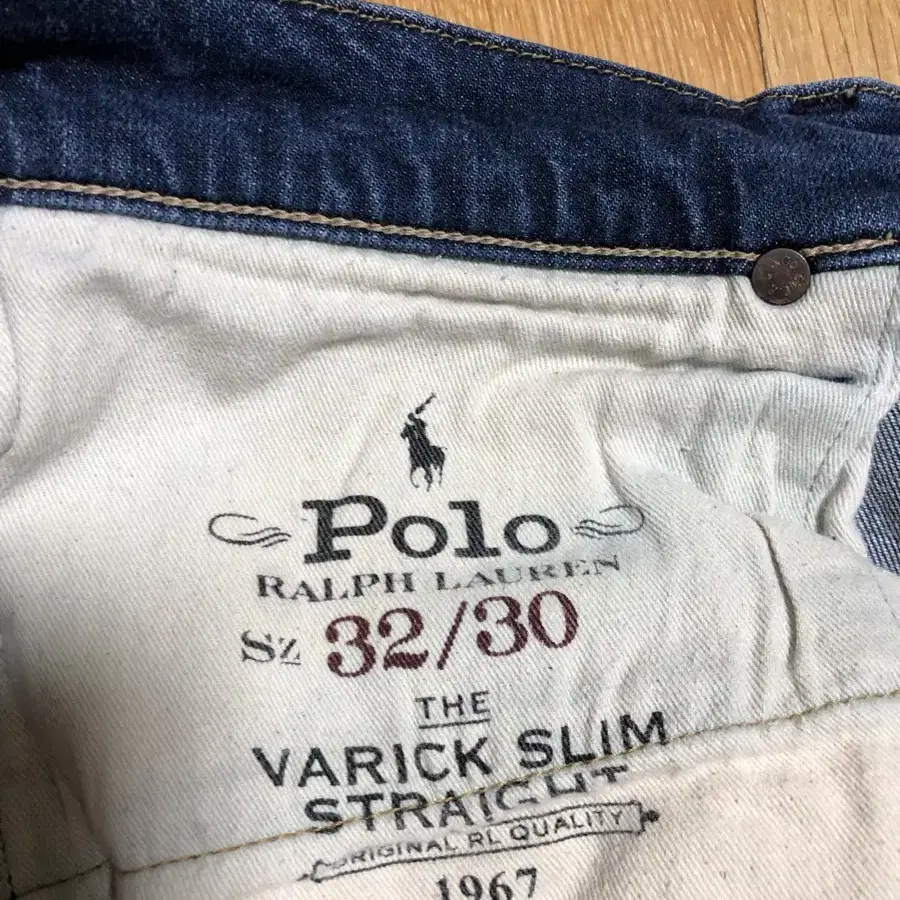 Polo
RALPH LAUREN
Sz 32/30
THE
VARICK SLIM
STRAIGHT
ORIGINAL RL QUALITY
1967